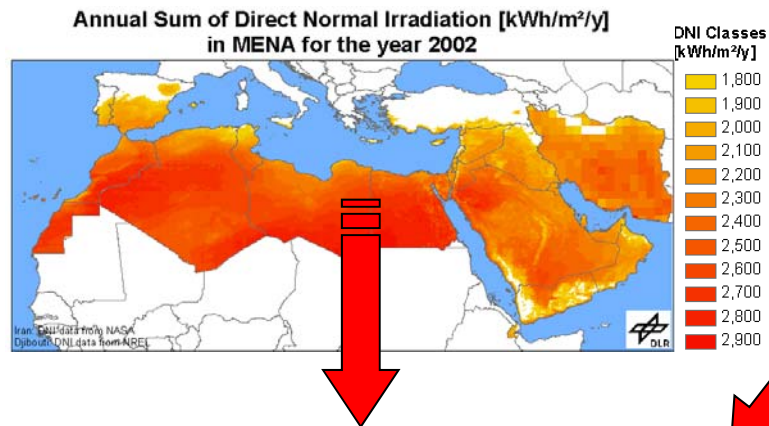 Annual Sum of Direct Normal Irradiation [kWh/m²/y]
in MENA for the year 2002
DNI Classes
[kWh/m²/y]
1,800
1,900
2,000
2,100
2,200
2,300
2,400
2,500
2,600
2,700
2,800
2,900
Iran: DNI data from NASA
Djibouti: DNI data from NREL
DLR